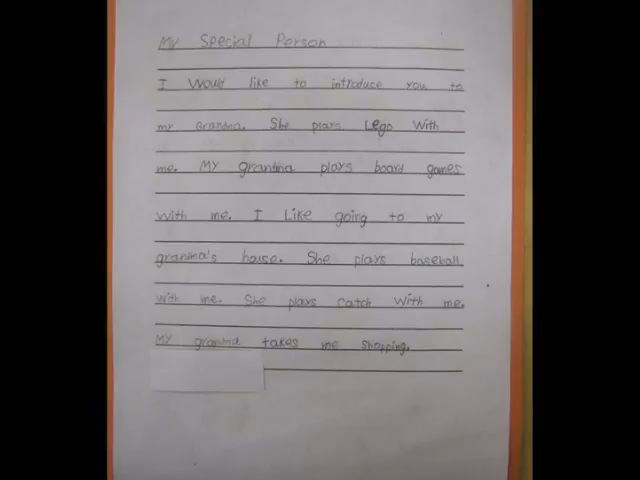 My Special Person
I Would like to introduce you to
my Grandma. She plays Lego With
me. My grandma plays board games
With me. I Like going to my
grandma's house. She plays baseball
With me. She plays Catch With me.
My grandma takes me shopping.